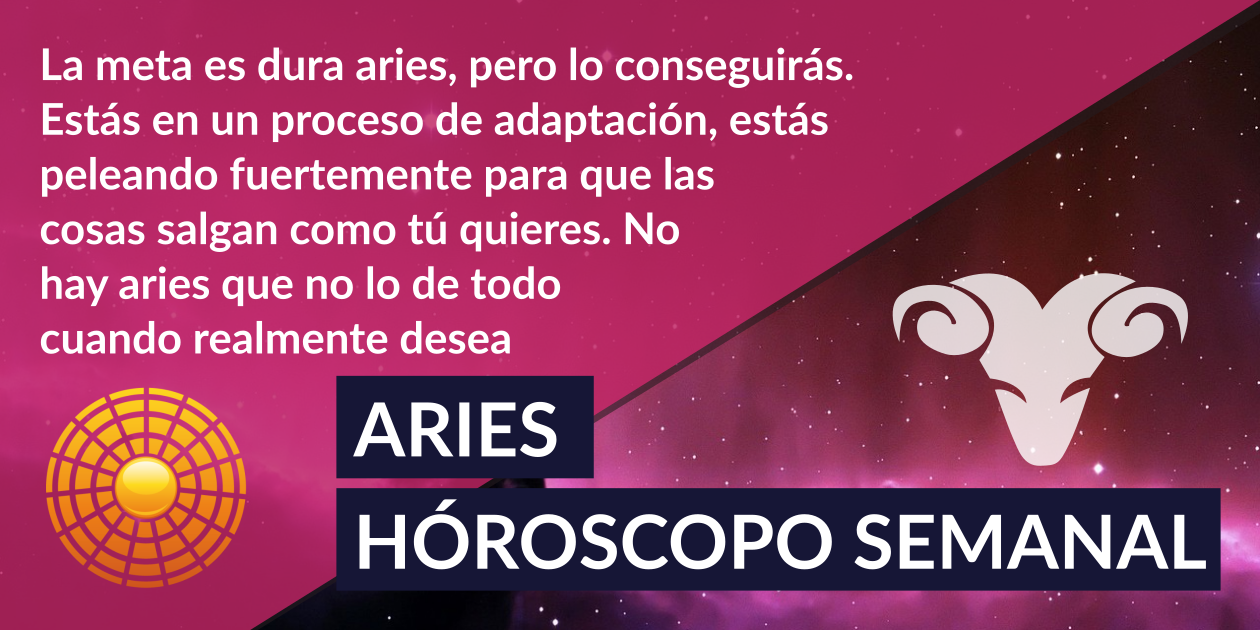 La meta es dura aries, pero lo conseguirás.
Estás en un proceso de adaptación, estás
peleando fuertemente para que las
cosas salgan como tú quieres. No
hay aries que no lo de todo
cuando realmente desea
ARIES
HÓROSCOPO SEMANAL